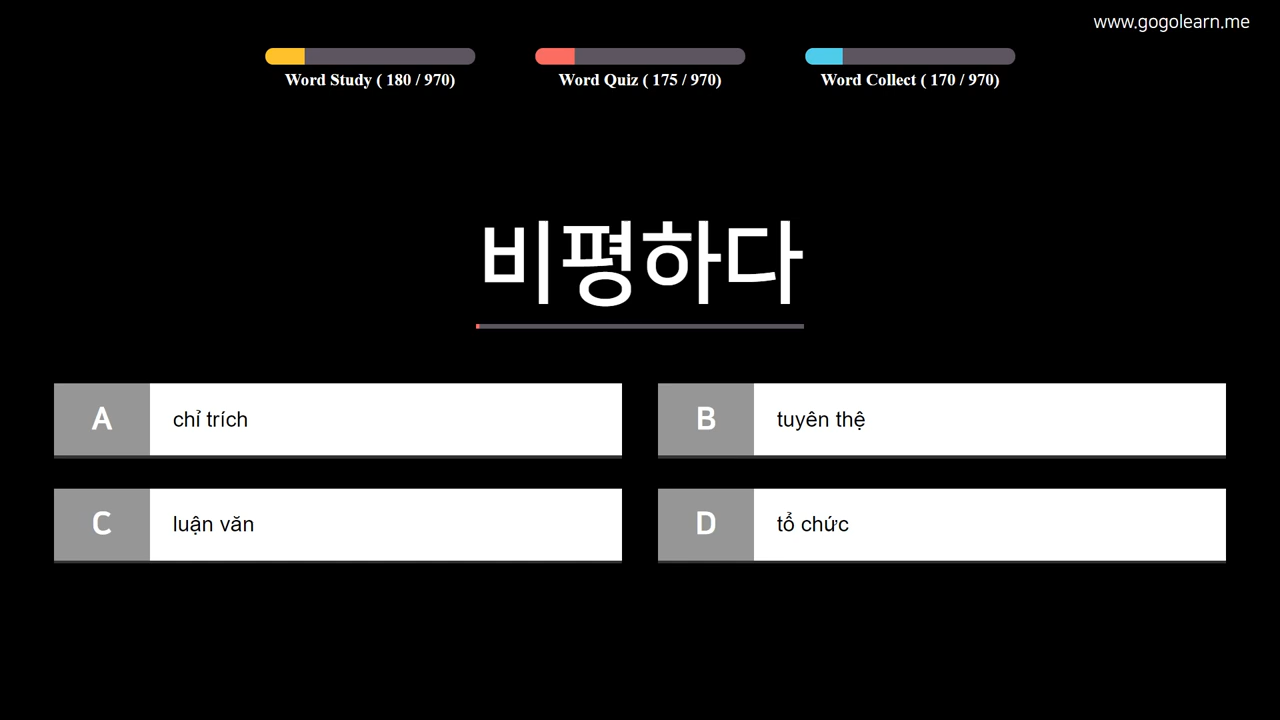 www.gogolearn.me
Word Study ( 180 / 970)
Word Quiz ( 175 / 970)
Word Collect ( 170 / 970)
비평하다
A chỉ trích
B tuyên thệ
C luận văn
D tổ chức